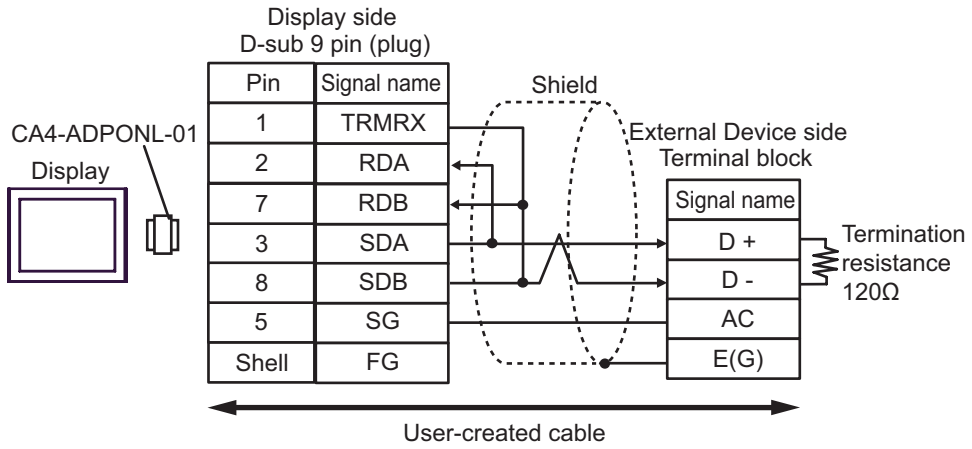 Display side
D-sub 9 pin (plug)
Pin
Signal name
Shield
1
TRMRX
CA4-ADPONL-01
External Device side
Terminal block
2
RDA
Display
7
RDB
Signal name
3
SDA
D +
Termination
resistance
120Ω
8
SDB
D -
5
SG
AC
Shell
FG
E(G)
User-created cable